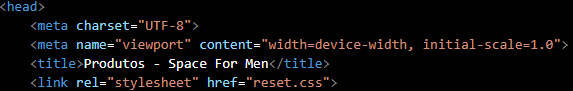 <head>
    <meta charset="UTF-8">
    <meta name="viewport" content="width=device-width, initial-scale=1.0">
    <title>Produtos - Space For Men</title>
    <link rel="stylesheet" href="reset.css">